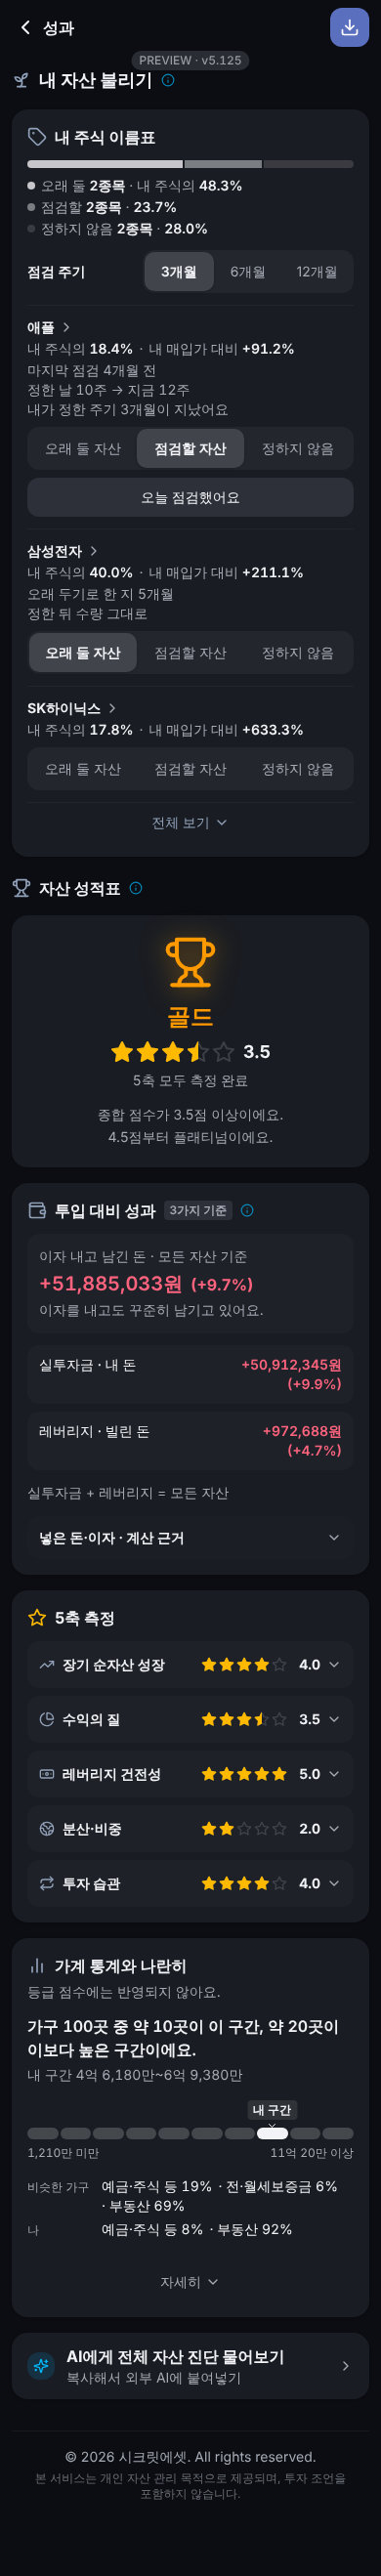 성과
PREVIEW · v5.125
내 자산 불리기
내 주식 이름표
오래 둘 2종목 · 내 주식의 48.3%
점검할 2종목 · 23.7%
정하지 않음 2종목 · 28.0%
점검 주기 3개월 6개월 12개월
애플
내 주식의 18.4% · 내 매입가 대비 +91.2%
마지막 점검 4개월 전
정한 날 10주 → 지금 12주
내가 정한 주기 3개월이 지났어요
오래 둘 자산 점검할 자산 정하지 않음
오늘 점검했어요
삼성전자
내 주식의 40.0% · 내 매입가 대비 +211.1%
오래 두기로 한 지 5개월
정한 뒤 수량 그대로
오래 둘 자산 점검할 자산 정하지 않음
SK하이닉스
내 주식의 17.8% · 내 매입가 대비 +633.3%
오래 둘 자산 점검할 자산 정하지 않음
전체 보기
자산 성적표
골드
3.5
5축 모두 측정 완료
종합 점수가 3.5점 이상이에요.
4.5점부터 플래티넘이에요.
투입 대비 성과 3가지 기준
이자 내고 남긴 돈 · 모든 자산 기준
+51,885,033원 (+9.7%)
이자를 내고도 꾸준히 남기고 있어요.
실투자금 · 내 돈 +50,912,345원
(+9.9%)
레버리지 · 빌린 돈 +972,688원
(+4.7%)
실투자금 + 레버리지 = 모든 자산
넣은 돈·이자 · 계산 근거
5축 측정
장기 순자산 성장 4.0
수익의 질 3.5
레버리지 건전성 5.0
분산·비중 2.0
투자 습관 4.0
가계 통계와 나란히
등급 점수에는 반영되지 않아요.
가구 100곳 중 약 10곳이 이 구간, 약 20곳이
이보다 높은 구간이에요.
내 구간 4억 6,180만~6억 9,380만
내 구간
1,210만 미만 11억 20만 이상
비슷한 가구 예금·주식 등 19% · 전·월세보증금 6%
· 부동산 69%
나 예금·주식 등 8% · 부동산 92%
자세히
AI에게 전체 자산 진단 물어보기
복사해서 외부 AI에 붙여넣기
© 2026 시크릿에셋. All rights reserved.
본 서비스는 개인 자산 관리 목적으로 제공되며, 투자 조언을
포함하지 않습니다.